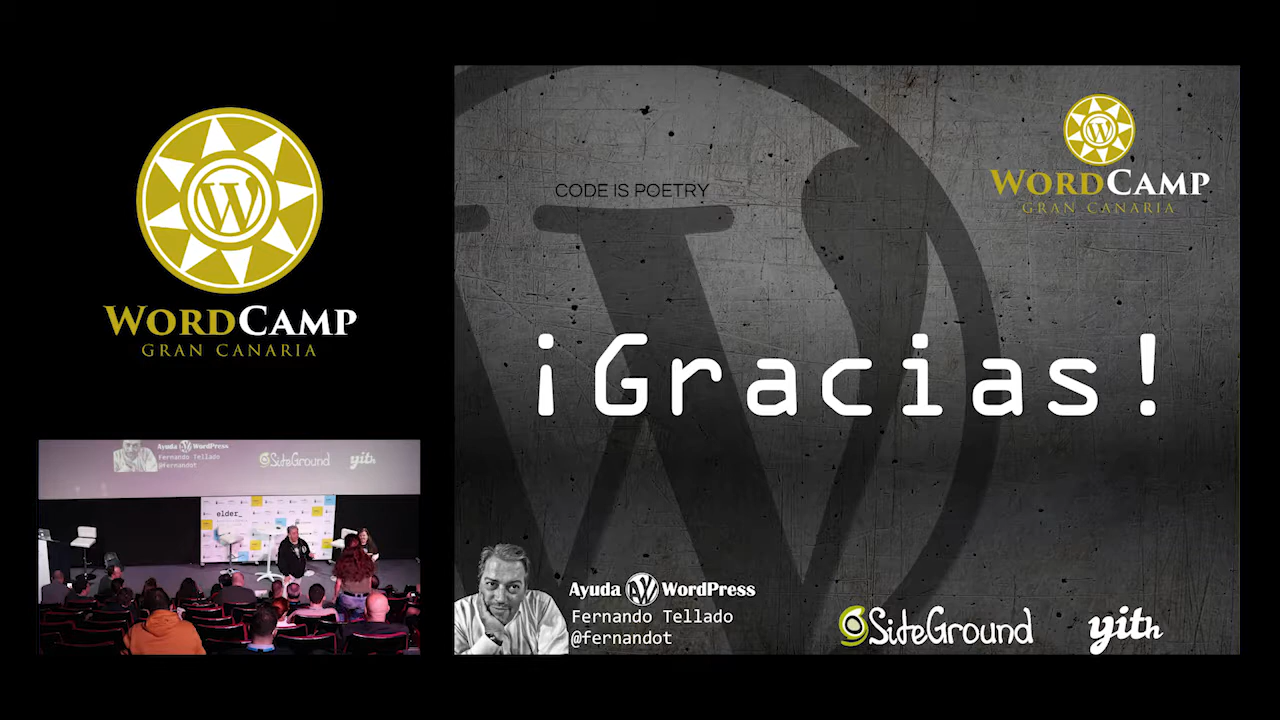 WORDCAMP
GRAN CANARIA
Ayuda WordPress
Fernando Tellado
@fernandot
SiteGround
yith
elder_
CODE IS POETRY
WORDCAMP
GRAN CANARIA
¡Gracias!
Ayuda AW WordPress
Fernando Tellado
@fernandot
SiteGround
yith